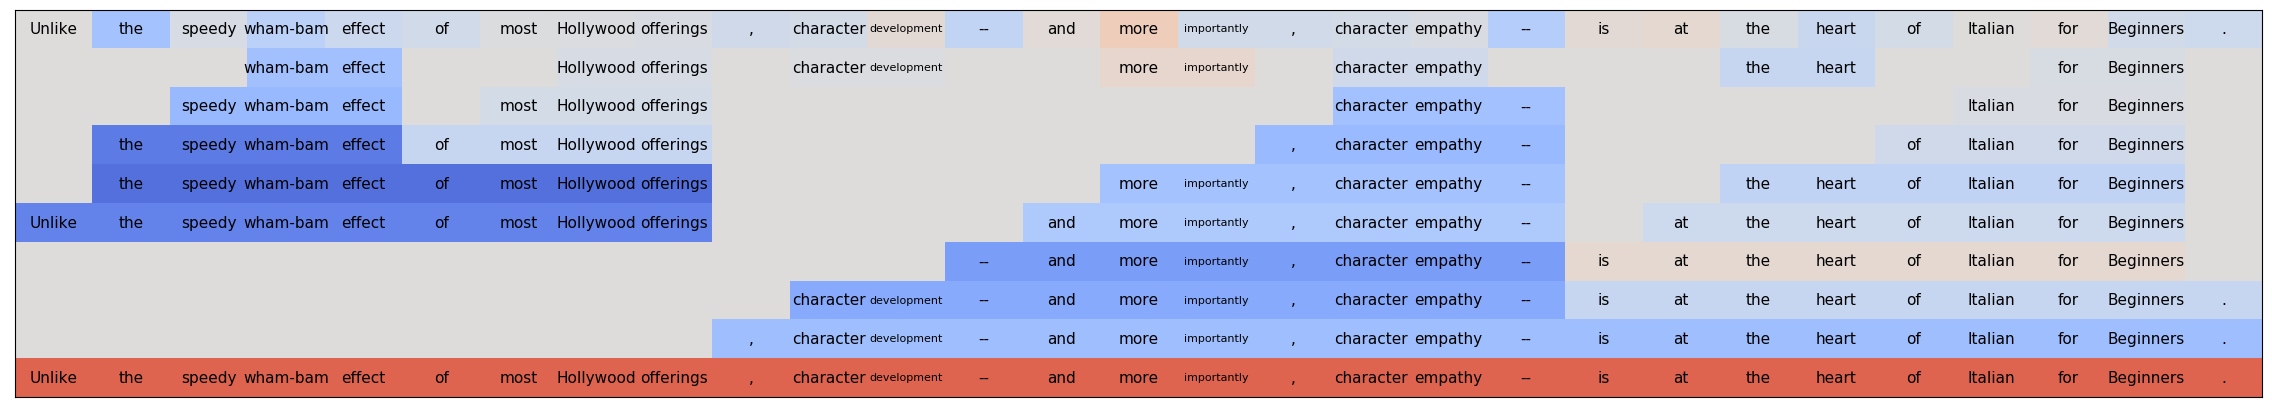 Unlike the speedy wham-bam effect of most Hollywood offerings , character development -- and more importantly , character empathy -- is at the heart of Italian for Beginners .
wham-bam effect Hollywood offerings character development more importantly character empathy the heart for Beginners
speedy wham-bam effect most Hollywood offerings character empathy -- Italian for Beginners
the speedy wham-bam effect of most Hollywood offerings , character empathy -- of Italian for Beginners
the speedy wham-bam effect of most Hollywood offerings more importantly , character empathy -- the heart of Italian for Beginners
Unlike the speedy wham-bam effect of most Hollywood offerings and more importantly , character empathy -- at the heart of Italian for Beginners
-- and more importantly , character empathy -- is at the heart of Italian for Beginners
character development -- and more importantly , character empathy -- is at the heart of Italian for Beginners .
, character development -- and more importantly , character empathy -- is at the heart of Italian for Beginners .
Unlike the speedy wham-bam effect of most Hollywood offerings , character development -- and more importantly , character empathy -- is at the heart of Italian for Beginners .